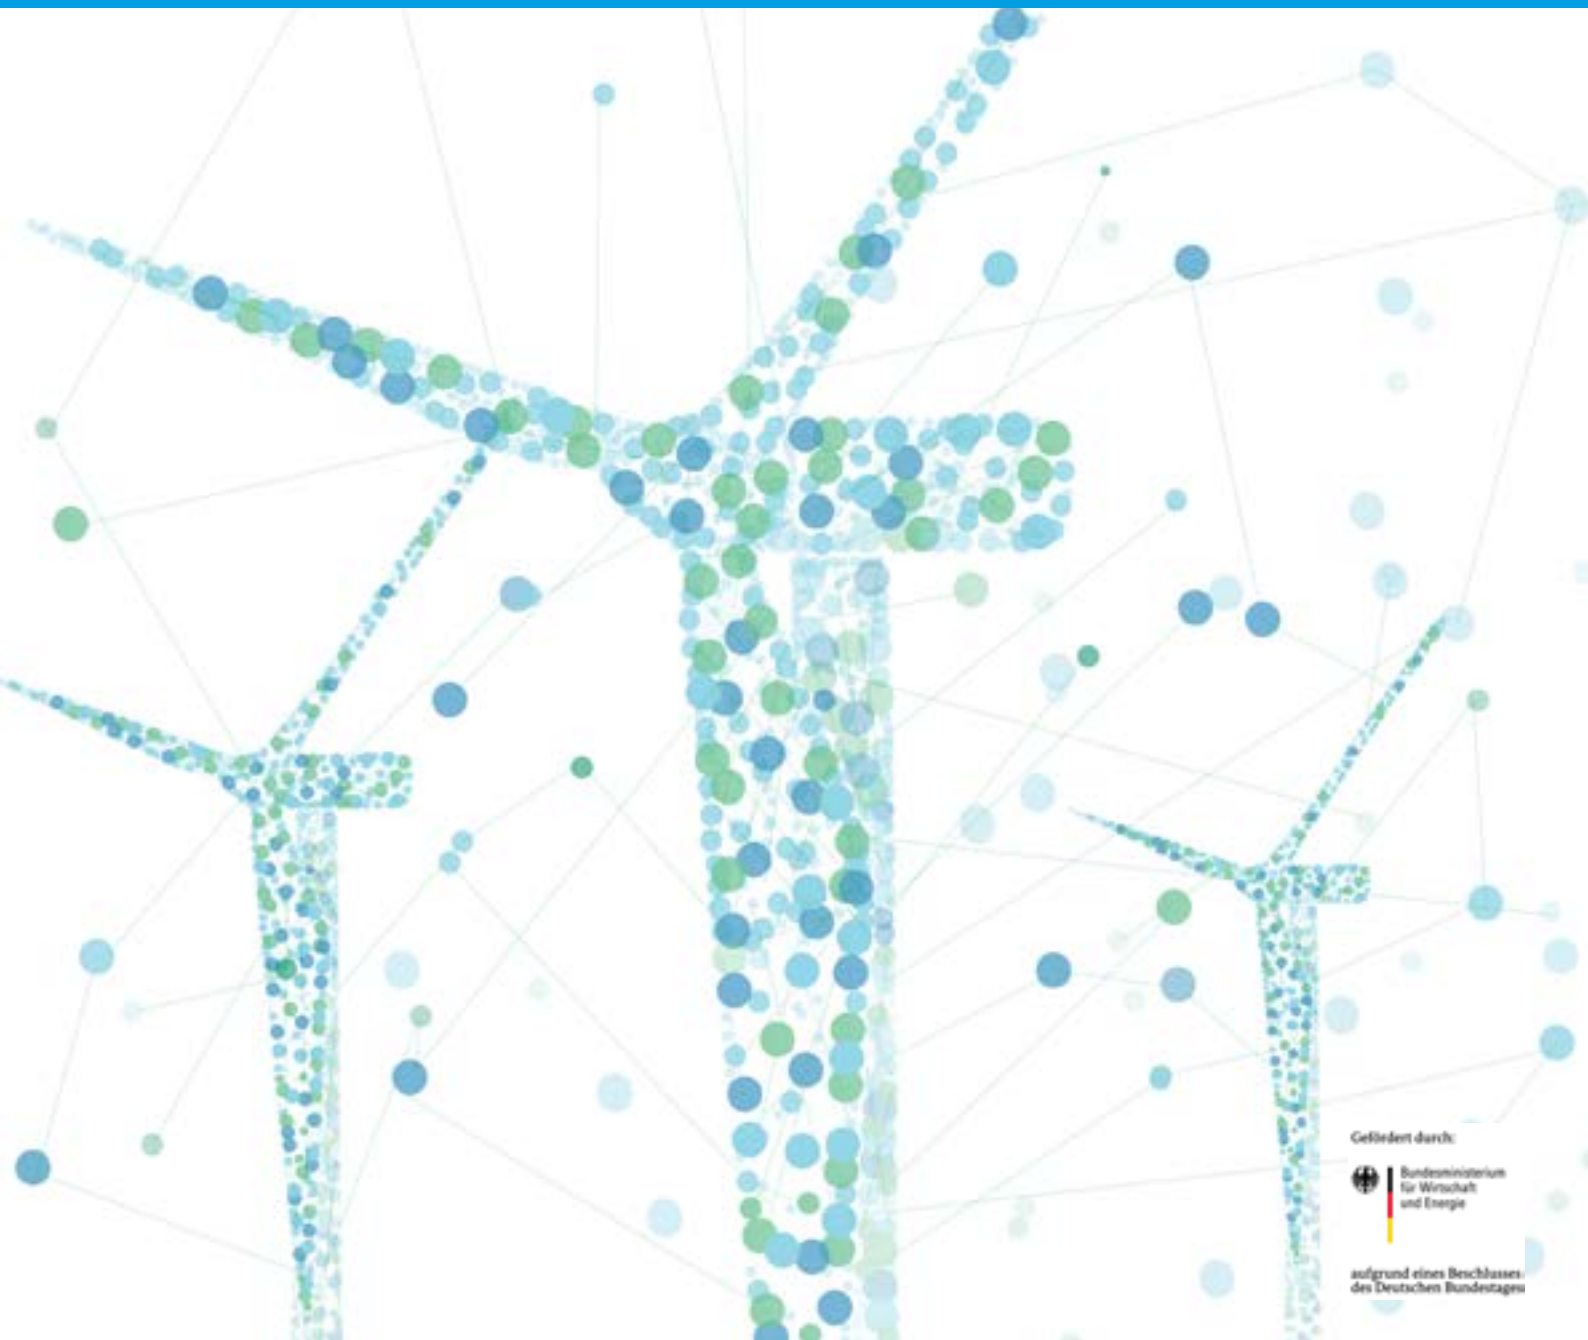 Gefördert durch:
Bundesministerium
für Wirtschaft
und Energie
aufgrund eines Beschlusses
des Deutschen Bundestages